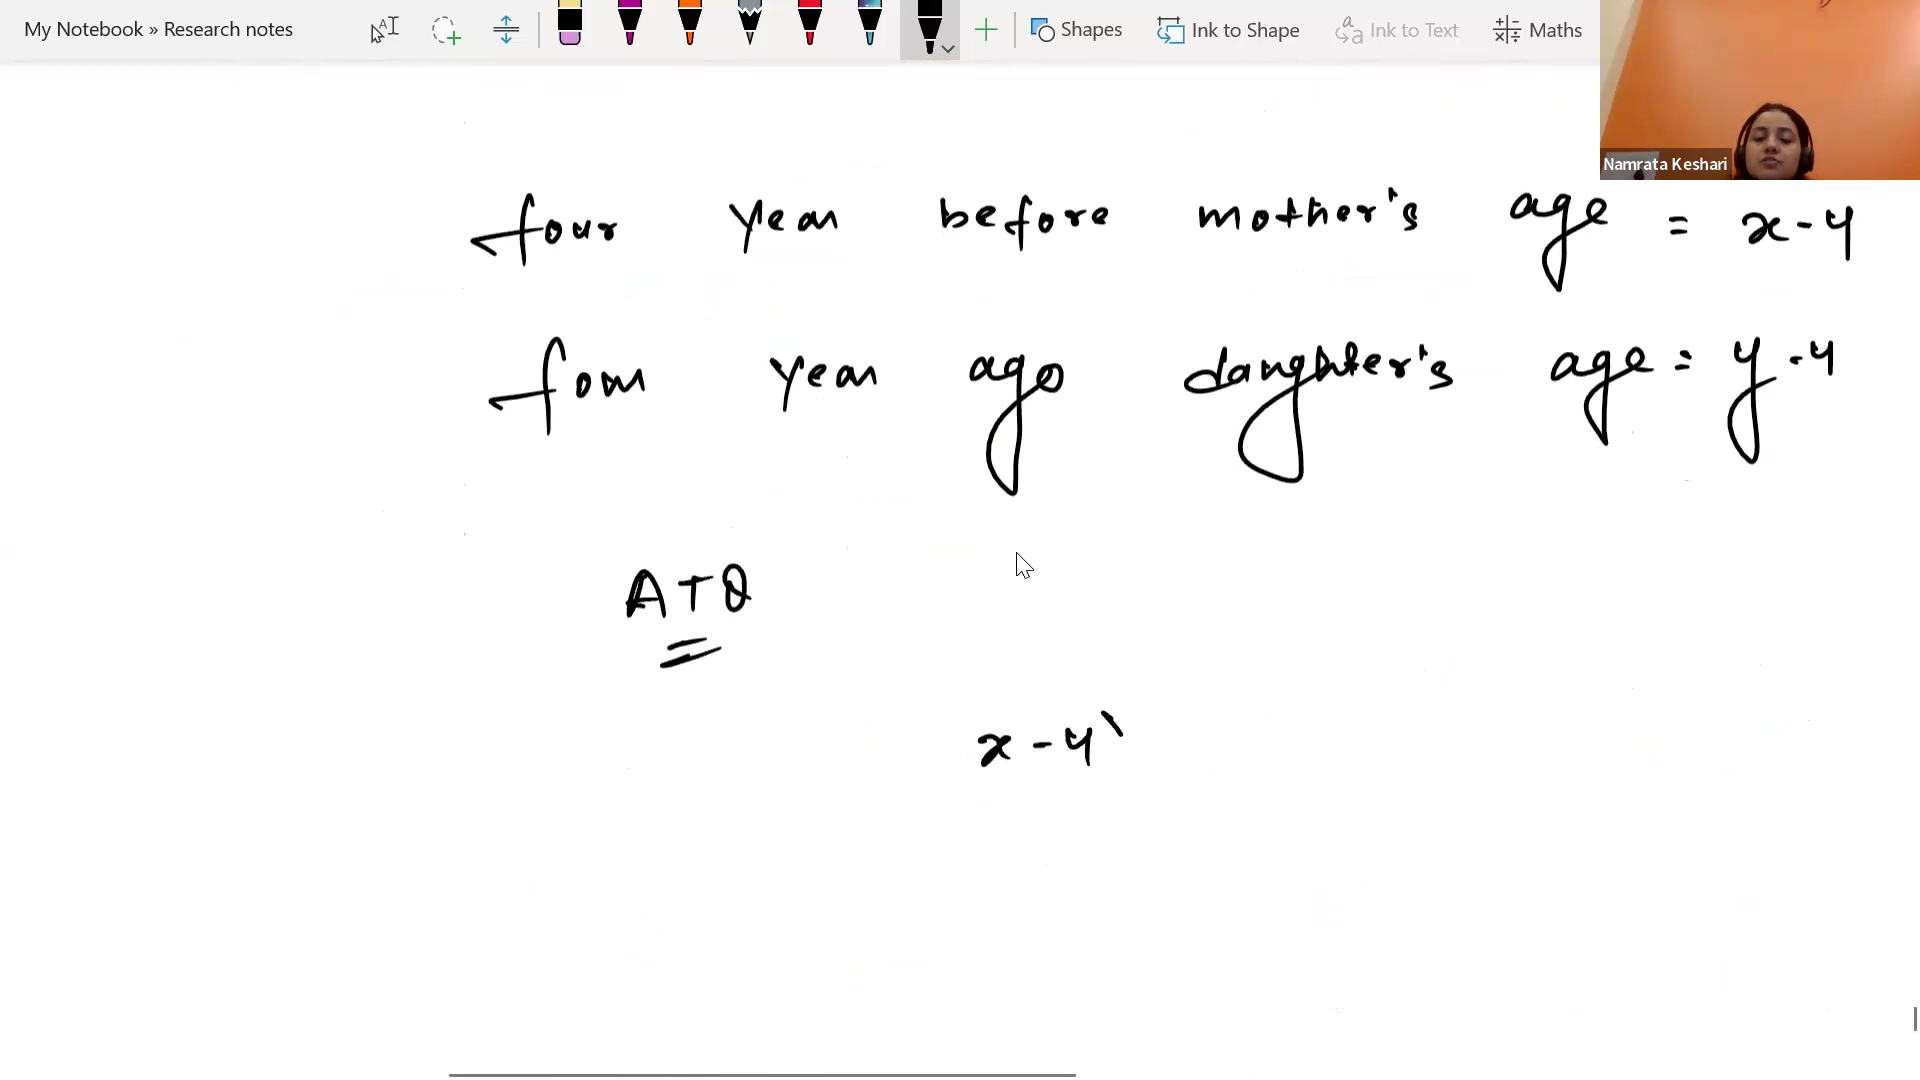 My Notebook » Research notes
Shapes
Ink to Shape
Ink to Text
Maths
Namrata Keshari
four year before mother's age = x-4
four year ago daughter's age = y-4
ATQ
x-4